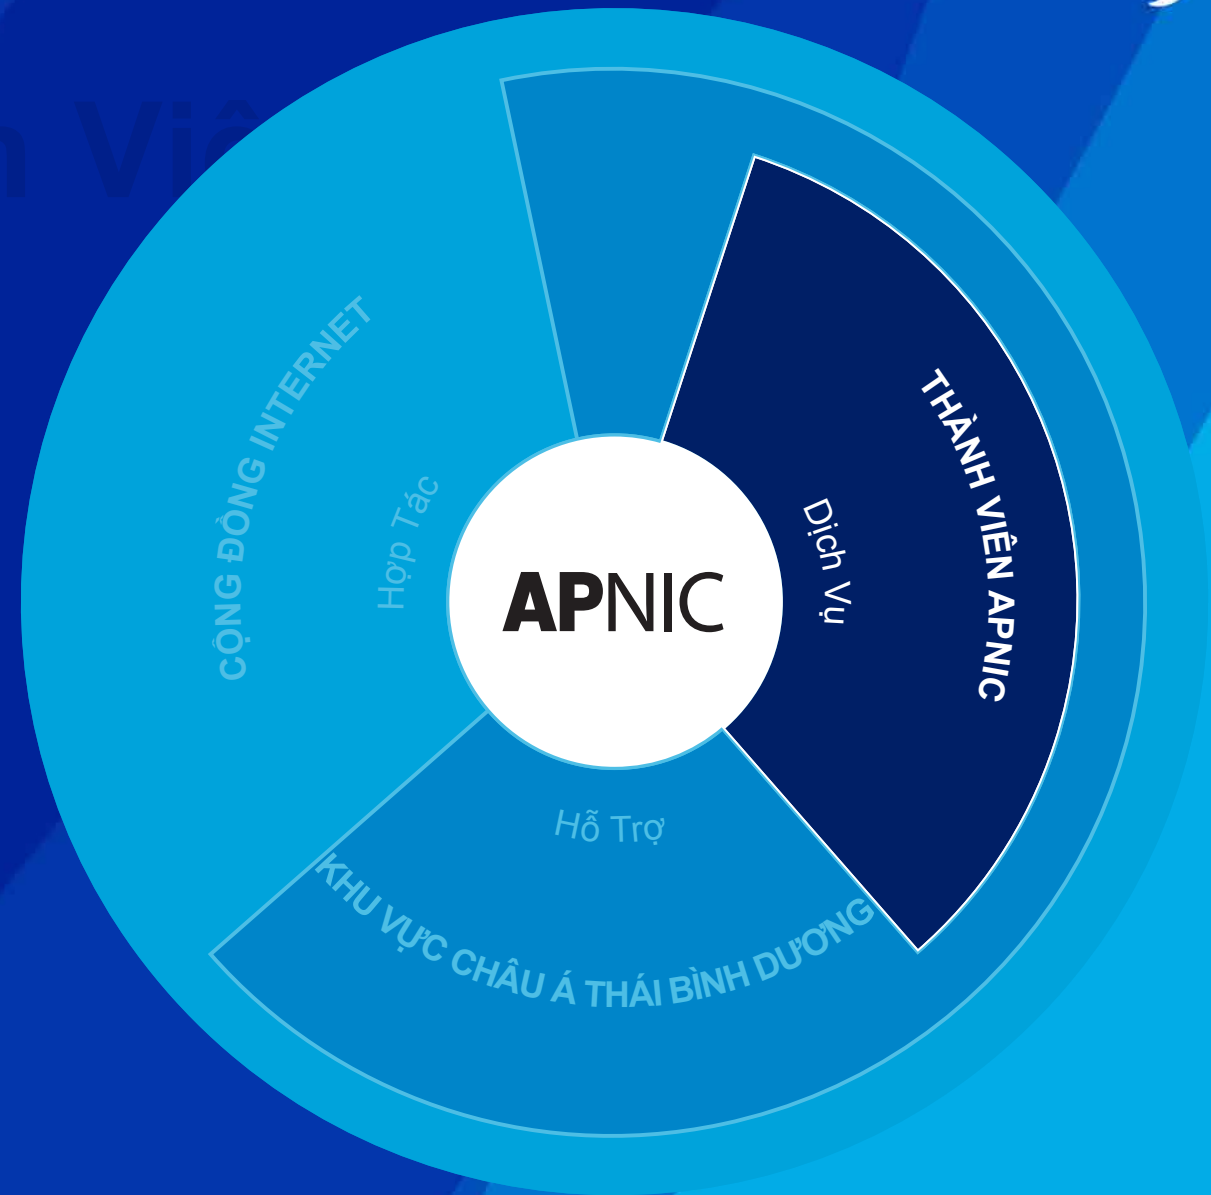 CỘNG ĐỒNG INTERNET
Hợp Tác
APNIC
Dịch Vụ
THÀNH VIÊN APNIC
Hỗ Trợ
KHU VỰC CHÂU Á THÁI BÌNH DƯƠNG